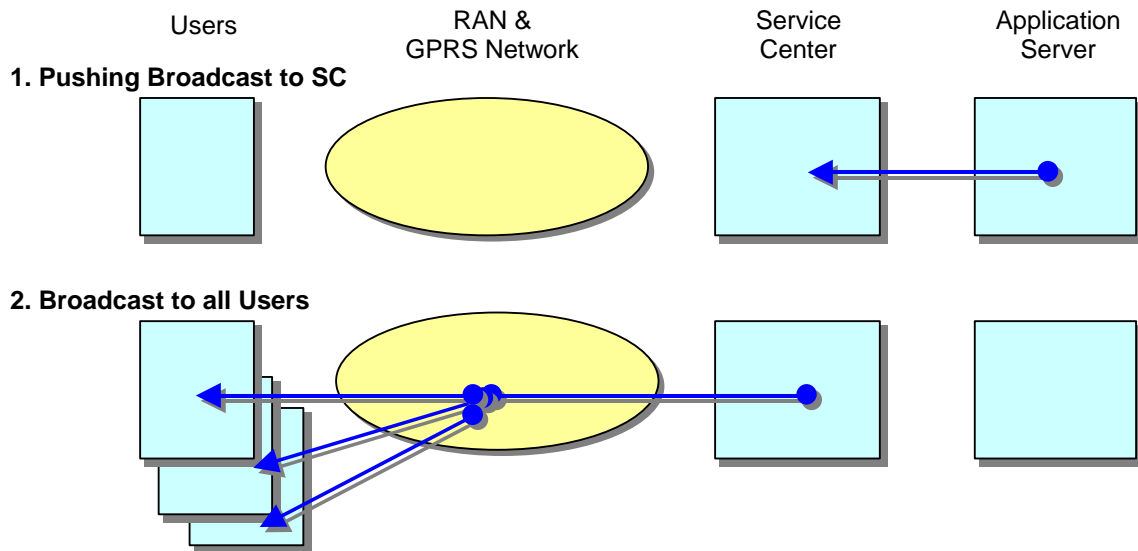 Users
RAN &
GPRS Network
Service
Center
Application
Server
1. Pushing Broadcast to SC
2. Broadcast to all Users